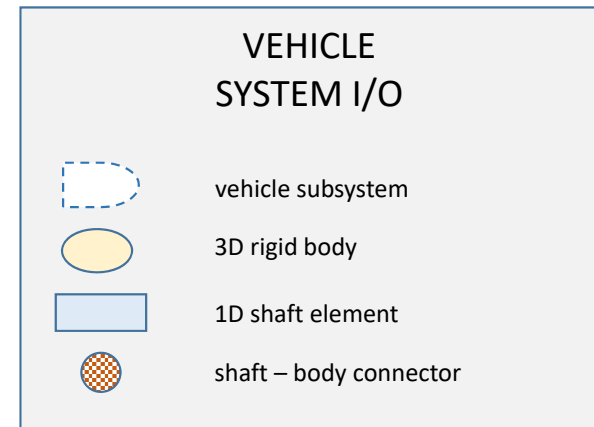 VEHICLE
SYSTEM I/O
vehicle subsystem
3D rigid body
1D shaft element
shaft – body connector